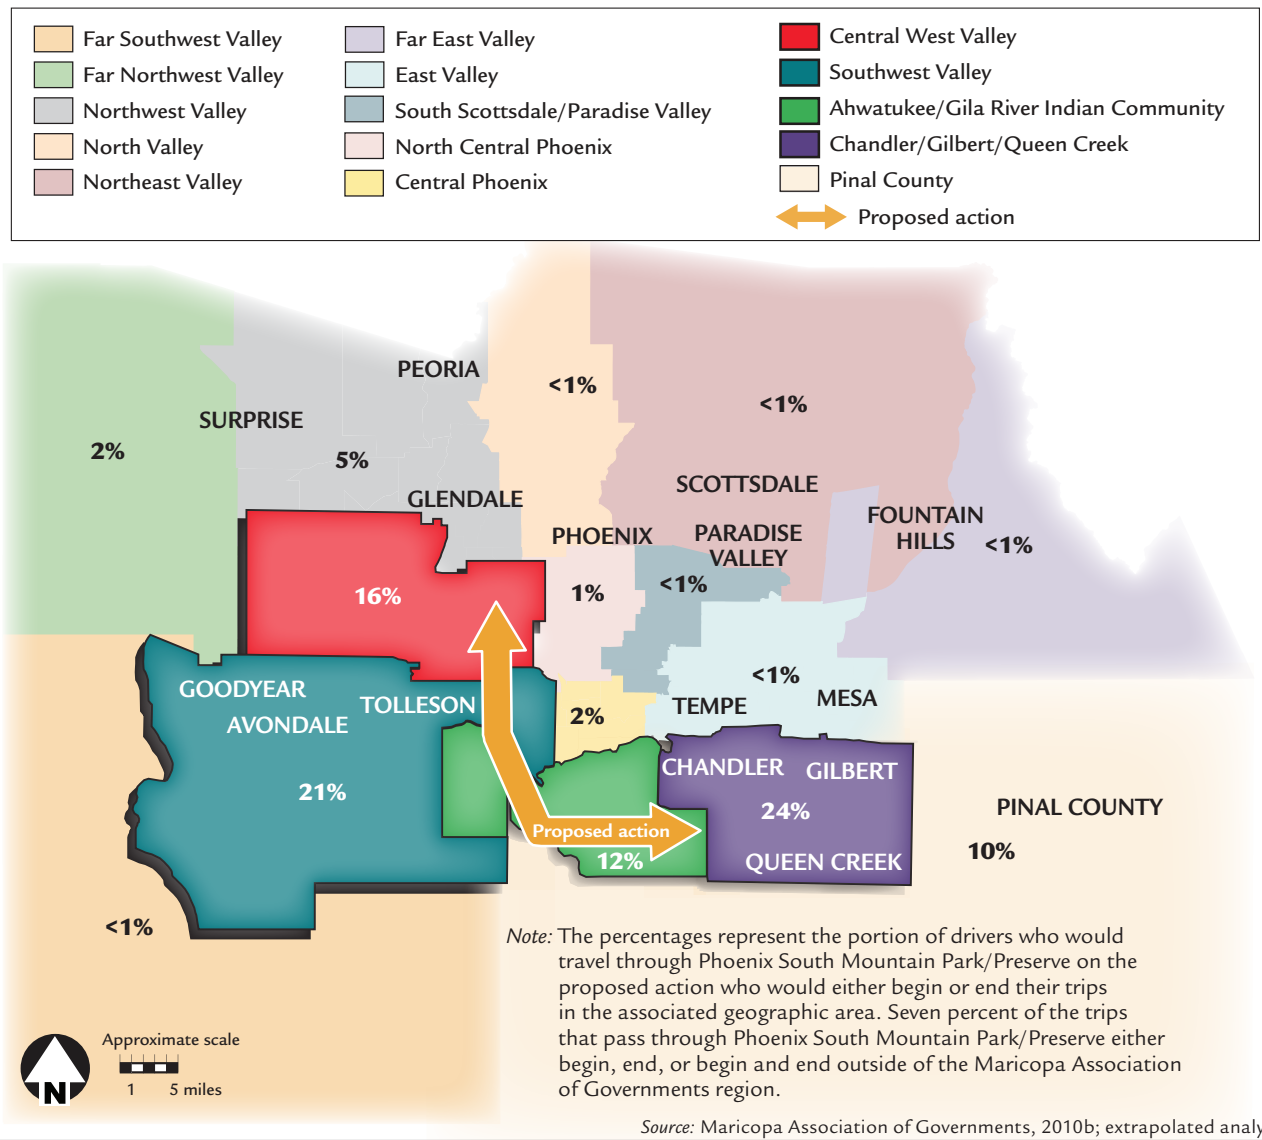 Far Southwest Valley
Far Northwest Valley
Northwest Valley
North Valley
Northeast Valley
Far East Valley
East Valley
South Scottsdale/Paradise Valley
North Central Phoenix
Central Phoenix
Central West Valley
Southwest Valley
Ahwatukee/Gila River Indian Community
Chandler/Gilbert/Queen Creek
Pinal County
Proposed action
PEORIA
<1%
<1%
SURPRISE
2%
5%
SCOTTSDALE
GLENDALE
FOUNTAIN
HILLS
<1%
PHOENIX
PARADISE
VALLEY
<1%
16%
1%
<1%
GOODYEAR
AVONDALE
TOLLESON
TEMPE
MESA
2%
CHANDLER
GILBERT
21%
24%
PINAL COUNTY
Proposed action
10%
12%
QUEEN CREEK
<1%
Note: The percentages represent the portion of drivers who would
travel through Phoenix South Mountain Park/Preserve on the
proposed action who would either begin or end their trips
in the associated geographic area. Seven percent of the trips
that pass through Phoenix South Mountain Park/Preserve either
begin, end, or begin and end outside of the Maricopa Association
of Governments region.
Approximate scale
1 5 miles
N
Source: Maricopa Association of Governments, 2010b; extrapolated analy